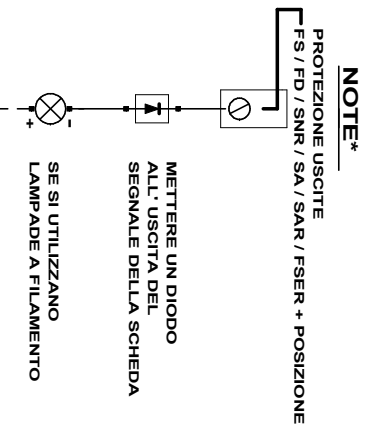 NOTE*
PROTEZIONE USCITE
FS / FD / SNR / SA / SAR / FSER + POSIZIONE
METTERE UN DIODO
ALL' USCITA DEL
SEGNALE DELLA SCHEDA
SE SI UTILIZZANO
LAMPADE A FILAMENTO
+ -